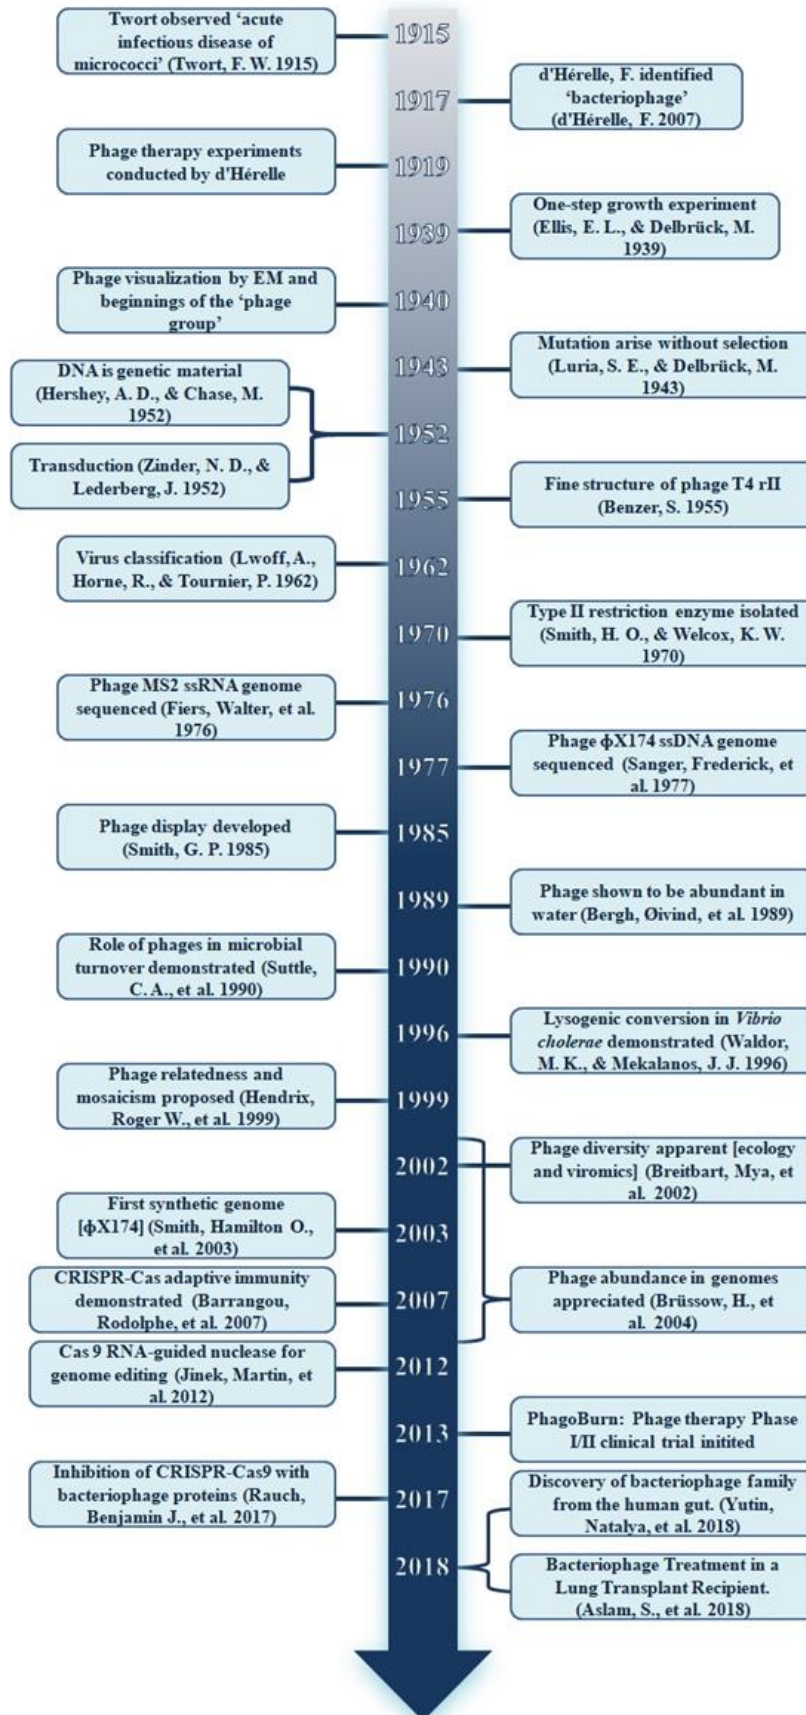 Twort observed ‘acute
infectious disease of
micrococci’ (Twort, F. W. 1915)
1915
d'Hérelle, F. identified
‘bacteriophage’
(d'Hérelle, F. 2007)
1917
Phage therapy experiments
conducted by d'Hérelle
1919
One-step growth experiment
(Ellis, E. L., & Delbrück, M.
1939)
1939
Phage visualization by EM and
beginnings of the ‘phage
group’
1940
Mutation arise without selection
(Luria, S. E., & Delbrück, M.
1943)
1943
DNA is genetic material
(Hershey, A. D., & Chase, M.
1952)
1952
Transduction (Zinder, N. D., &
Lederberg, J. 1952)
Fine structure of phage T4 rII
(Benzer, S. 1955)
1955
Virus classification (Lwoff, A.,
Horne, R., & Tournier, P. 1962)
1962
Type II restriction enzyme isolated
(Smith, H. O., & Welcox, K. W.
1970)
1970
Phage MS2 ssRNA genome
sequenced (Fiers, Walter, et al.
1976)
1976
Phage ϕX174 ssDNA genome
sequenced (Sanger, Frederick, et
al. 1977)
1977
Phage display developed
(Smith, G. P. 1985)
1985
Phage shown to be abundant in
water (Bergh, Øivind, et al. 1989)
1989
Role of phages in microbial
turnover demonstrated (Suttle,
C. A., et al. 1990)
1990
Lysogenic conversion in Vibrio
cholerae demonstrated (Waldor,
M. K., & Mekalanos, J. J. 1996)
1996
Phage relatedness and
mosaicism proposed (Hendrix,
Roger W., et al. 1999)
1999
Phage diversity apparent [ecology
and viromics] (Breitbart, Mya, et
al. 2002)
2002
First synthetic genome
[ϕX174] (Smith, Hamilton O.,
et al. 2003)
2003
CRISPR-Cas adaptive immunity
demonstrated (Barrangou,
Rodolphe, et al. 2007)
2007
Phage abundance in genomes
appreciated (Brüssow, H., et
al. 2004)
Cas 9 RNA-guided nuclease for
genome editing (Jinek, Martin, et
al. 2012)
2012
PhagoBurn: Phage therapy Phase
I/II clinical trial initited
2013
Inhibition of CRISPR-Cas9 with
bacteriophage proteins (Rauch,
Benjamin J., et al. 2017)
2017
Discovery of bacteriophage family
from the human gut. (Yutin,
Natalya, et al. 2018)
2018
Bacteriophage Treatment in a
Lung Transplant Recipient.
(Aslam, S., et al. 2018)